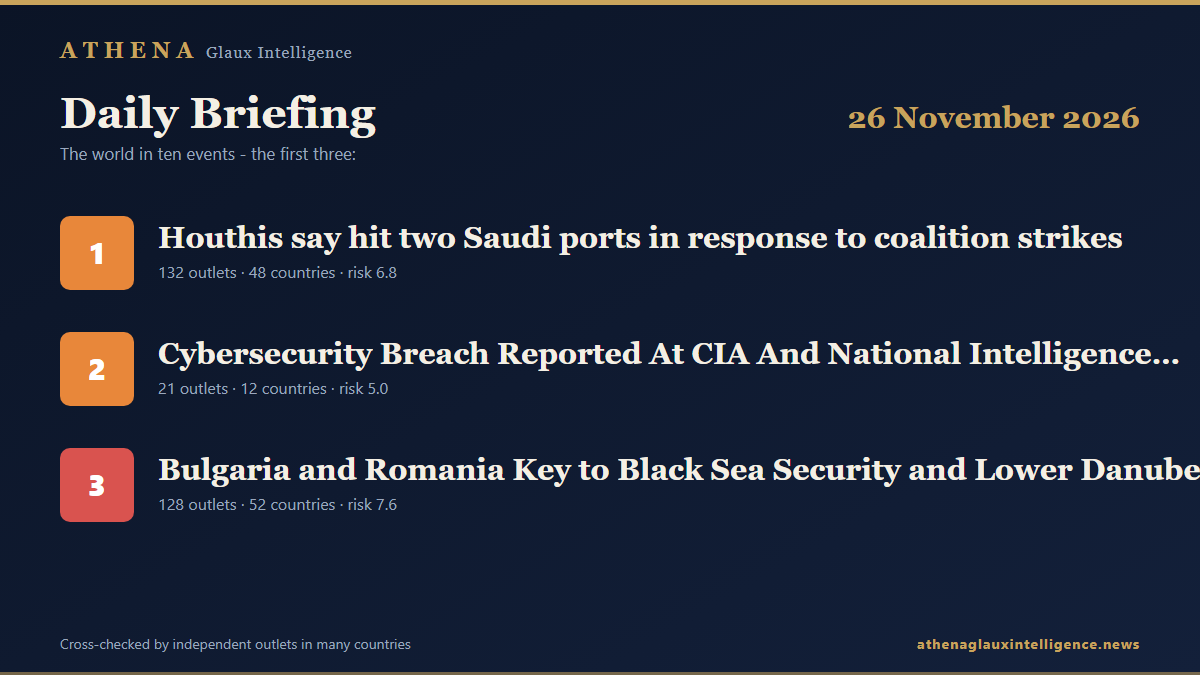 ATHENA Glaux Intelligence
Daily Briefing
26 November 2026
The world in ten events - the first three:
1
Houthis say hit two Saudi ports in response to coalition strikes
132 outlets · 48 countries · risk 6.8
2
Cybersecurity Breach Reported At CIA And National Intelligence...
21 outlets · 12 countries · risk 5.0
3
Bulgaria and Romania Key to Black Sea Security and Lower Danube
128 outlets · 52 countries · risk 7.6
Cross-checked by independent outlets in many countries
athenaglauxintelligence.news